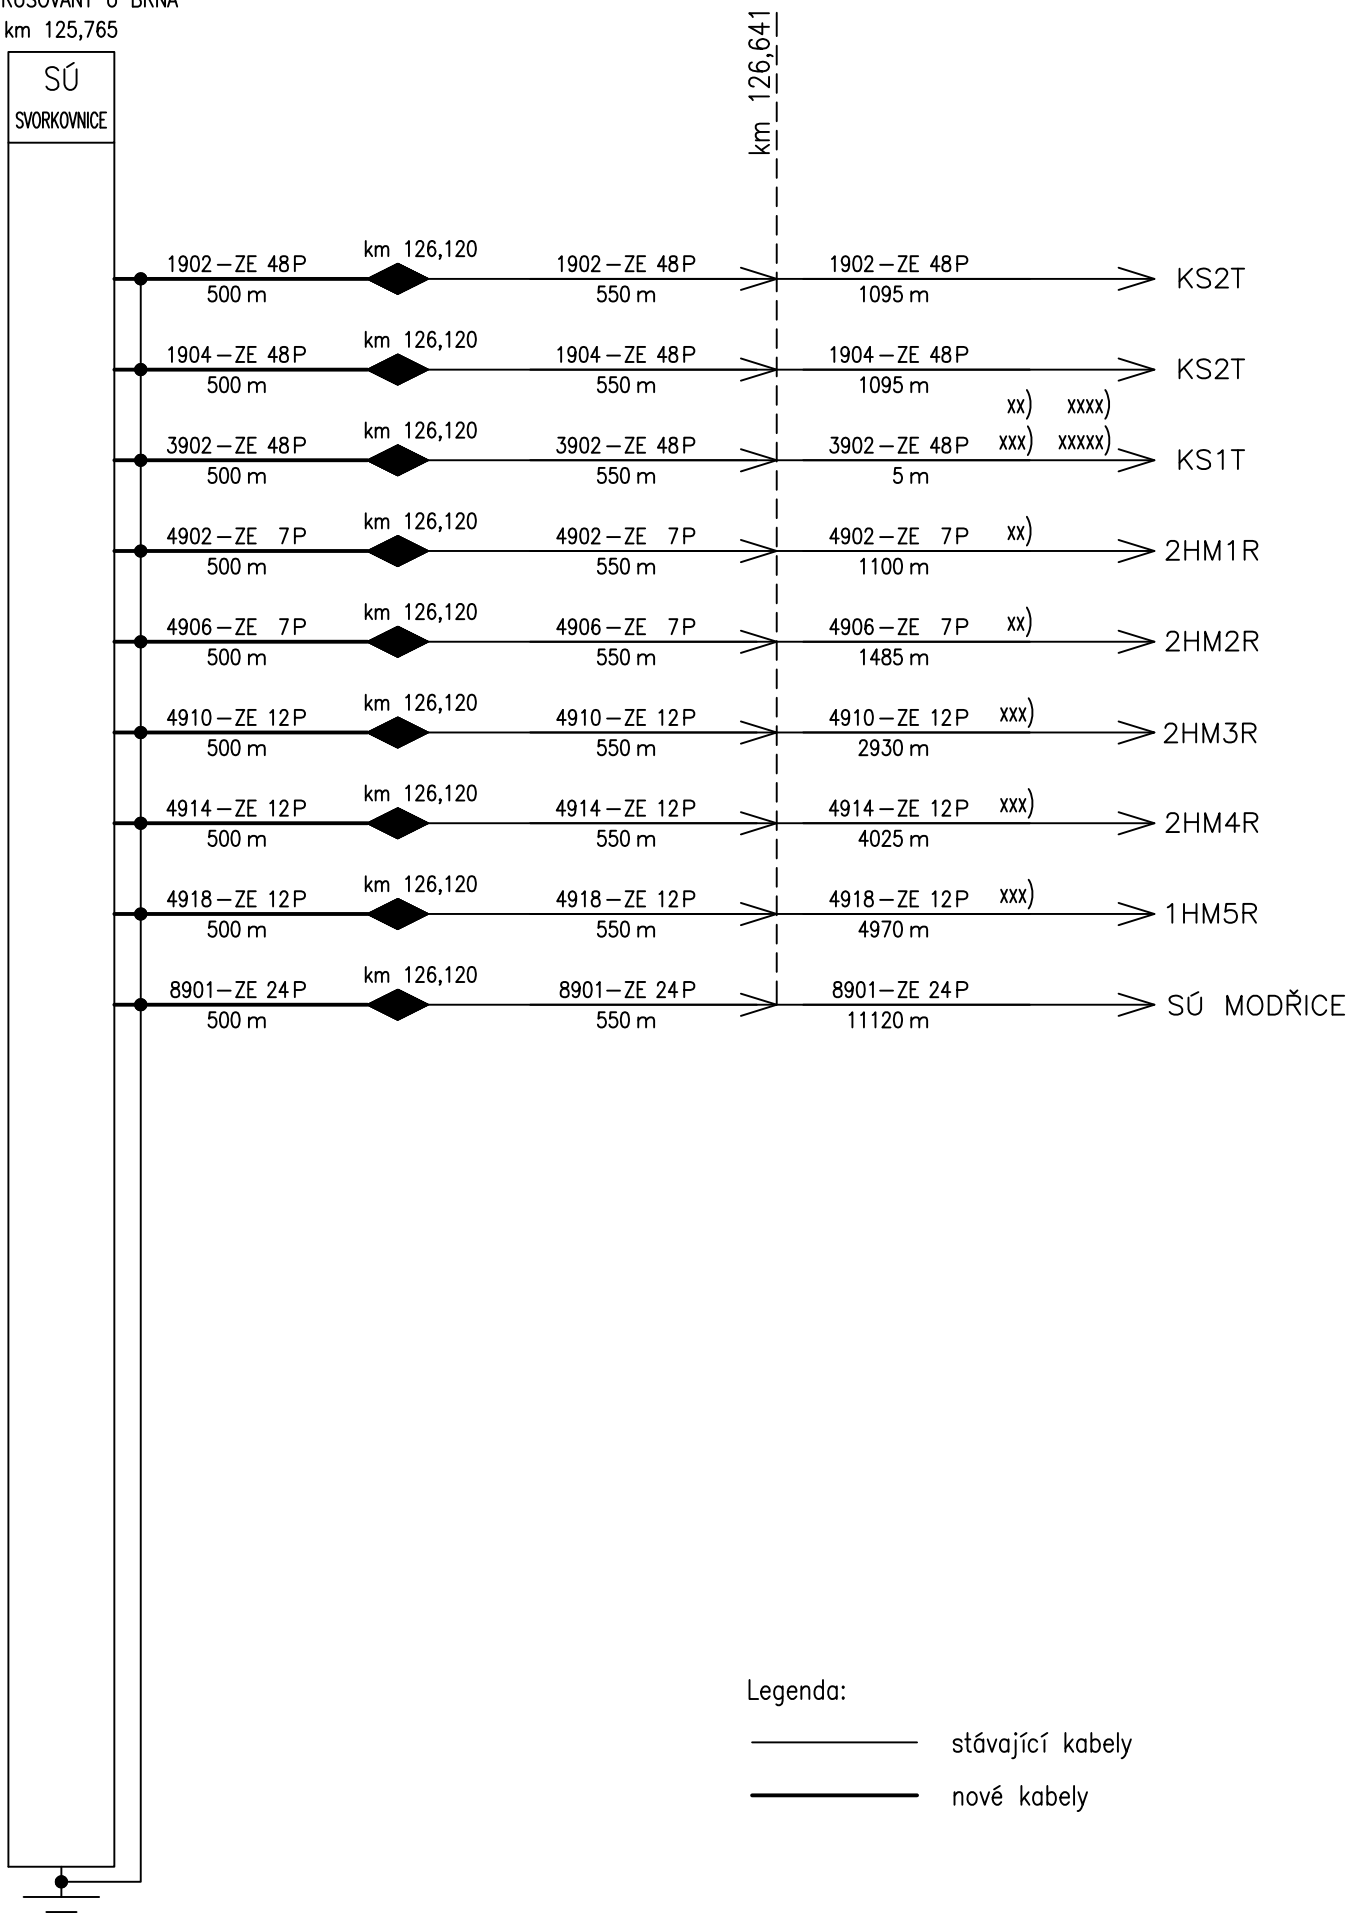 km 125,765
SÚ
SVORKOVNICE
km 126,641
1902-ZE 48P km 126,120 1902-ZE 48P 1902-ZE 48P
500 m 550 m 1095 m KS2T
1904-ZE 48P km 126,120 1904-ZE 48P 1904-ZE 48P
500 m 550 m 1095 m KS2T
xx) xxxx)
3902-ZE 48P km 126,120 3902-ZE 48P 3902-ZE 48P xxx) xxxxx)
500 m 550 m 5 m KS1T
4902-ZE 7P km 126,120 4902-ZE 7P 4902-ZE 7P xx)
500 m 550 m 1100 m 2HM1R
4906-ZE 7P km 126,120 4906-ZE 7P 4906-ZE 7P xx)
500 m 550 m 1485 m 2HM2R
4910-ZE 12P km 126,120 4910-ZE 12P 4910-ZE 12P xxx)
500 m 550 m 2930 m 2HM3R
4914-ZE 12P km 126,120 4914-ZE 12P 4914-ZE 12P xxx)
500 m 550 m 4025 m 2HM4R
4918-ZE 12P km 126,120 4918-ZE 12P 4918-ZE 12P xxx)
500 m 550 m 4970 m 1HM5R
8901-ZE 24P km 126,120 8901-ZE 24P 8901-ZE 24P
500 m 550 m 11120 m SÚ MODŘICE
Legenda:
stávající kabely
nové kabely